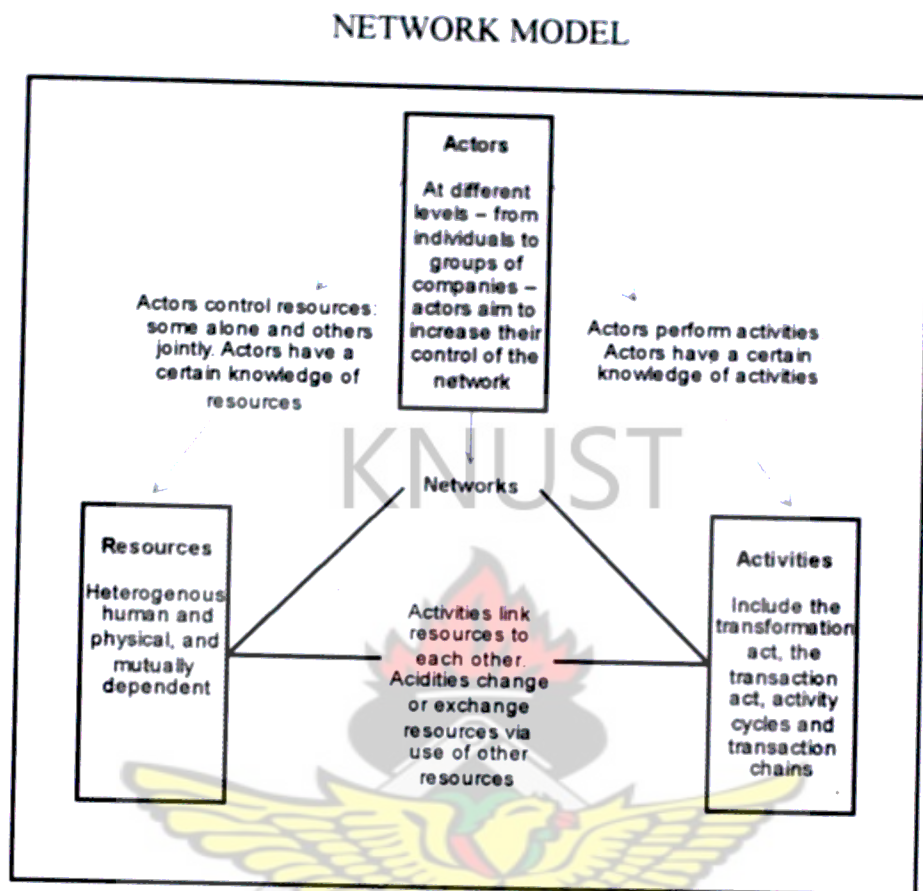 NETWORK MODEL
Actors
At different
levels – from
individuals to
groups of
companies –
actors aim to
increase their
control of the
network
Actors control resources:
some alone and others
jointly. Actors have a
certain knowledge of
resources
Actors perform activities
Actors have a certain
knowledge of activities
KNUST
Networks
Resources
Heterogenous
human and
physical, and
mutually
dependent
Activities link
resources to
each other.
Acidities change
or exchange
resources via
use of other
resources
Activities
Include the
transformation
act, the
transaction
act, activity
cycles and
transaction
chains